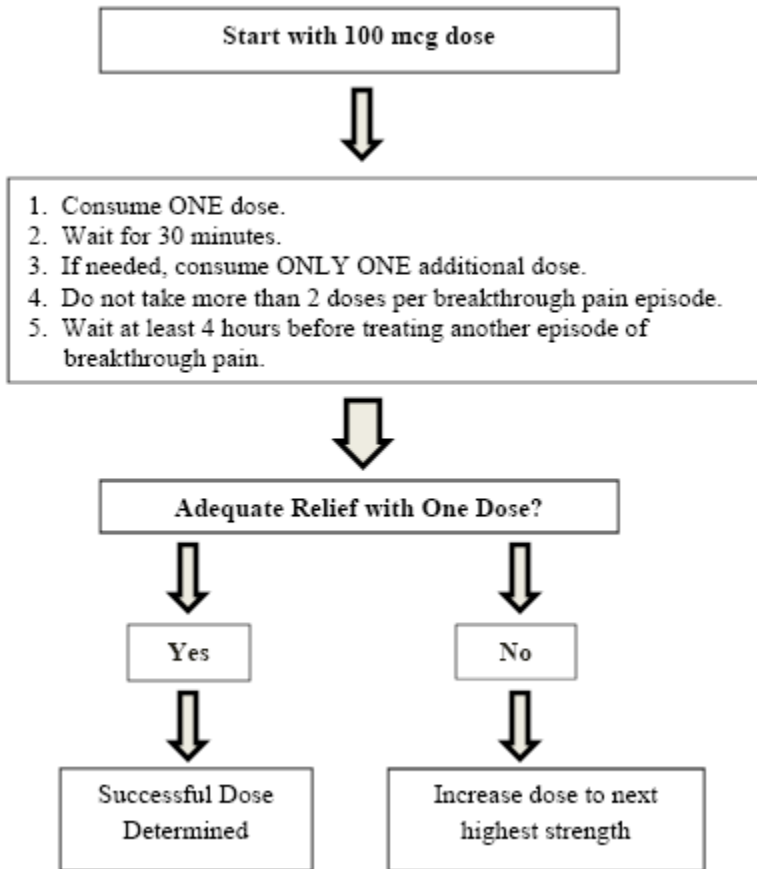 Start with 100 mcg dose
1. Consume ONE dose.
2. Wait for 30 minutes.
3. If needed, consume ONLY ONE additional dose.
4. Do not take more than 2 doses per breakthrough pain episode.
5. Wait at least 4 hours before treating another episode of
breakthrough pain.
Adequate Relief with One Dose?
Yes
No
Successful Dose
Determined
Increase dose to next
highest strength